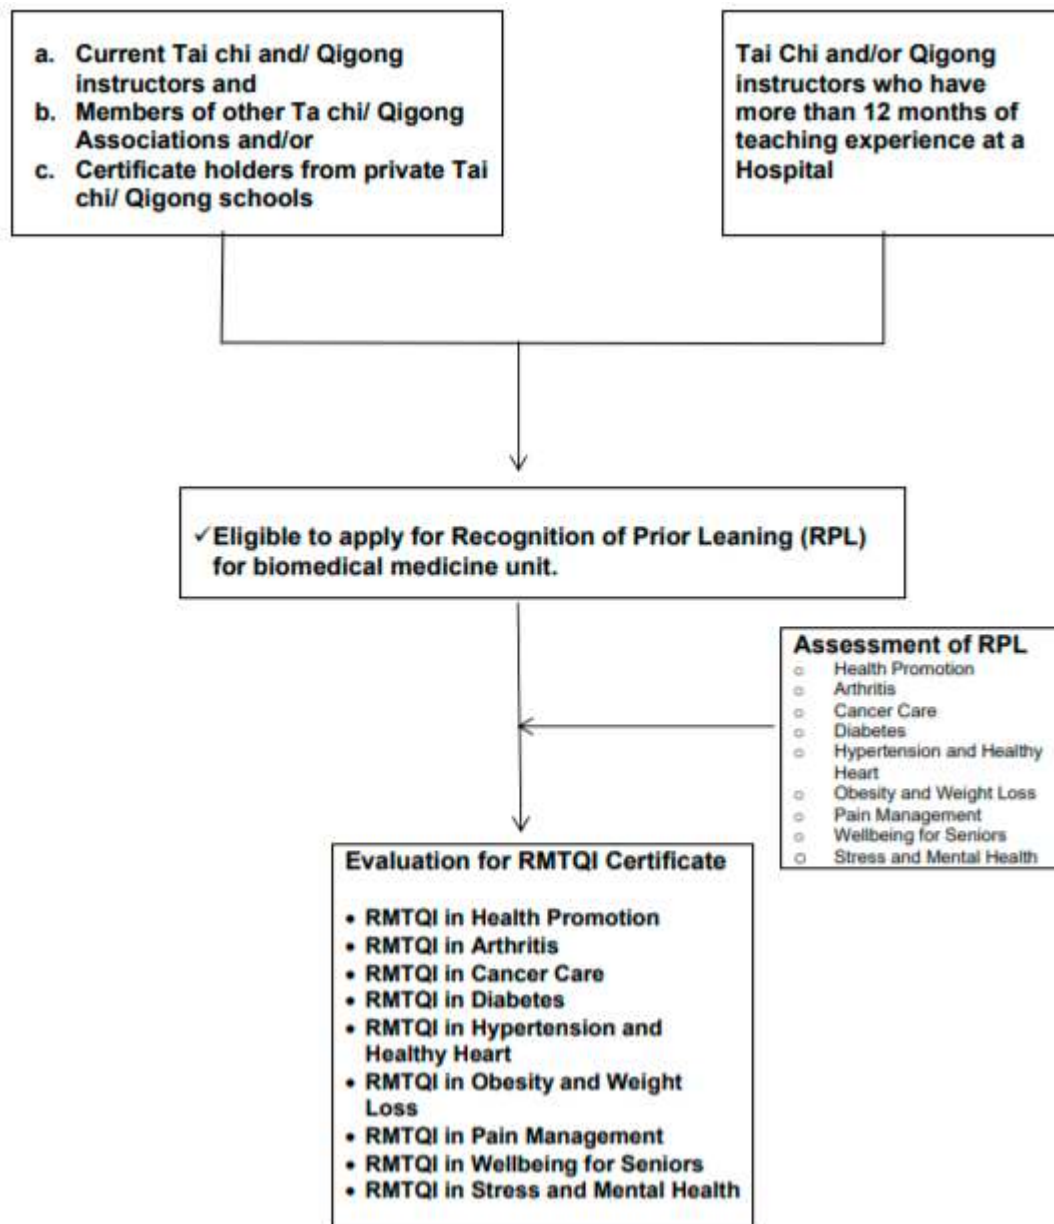 a. Current Tai chi and/ Qigong
instructors and
b. Members of other Ta chi/ Qigong
Associations and/or
c. Certificate holders from private Tai
chi/ Qigong schools
Tai Chi and/or Qigong
instructors who have
more than 12 months of
teaching experience at a
Hospital
✓Eligible to apply for Recognition of Prior Leaning (RPL)
for biomedical medicine unit.
Assessment of RPL
o Health Promotion
o Arthritis
o Cancer Care
o Diabetes
o Hypertension and Healthy
Heart
o Obesity and Weight Loss
o Pain Management
o Wellbeing for Seniors
o Stress and Mental Health
Evaluation for RMTQI Certificate
• RMTQI in Health Promotion
• RMTQI in Arthritis
• RMTQI in Cancer Care
• RMTQI in Diabetes
• RMTQI in Hypertension and
Healthy Heart
• RMTQI in Obesity and Weight
Loss
• RMTQI in Pain Management
• RMTQI in Wellbeing for Seniors
• RMTQI in Stress and Mental Health